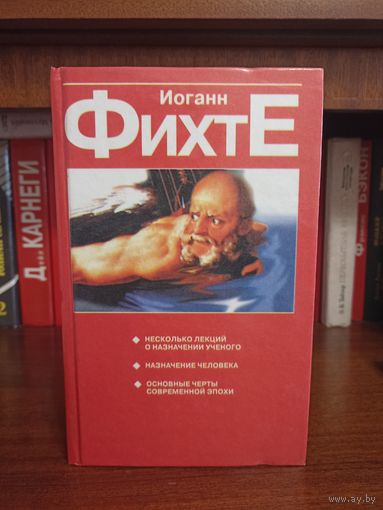 Иоганн
ФИХТЕ
НЕСКОЛЬКО ЛЕКЦИЙ
О НАЗНАЧЕНИИ УЧЕНОГО
НАЗНАЧЕНИЕ ЧЕЛОВЕКА
ОСНОВНЫЕ ЧЕРТЫ
СОВРЕМЕННОЙ ЭПОХИ
Д... КАРНЕГИ
www.ay.by